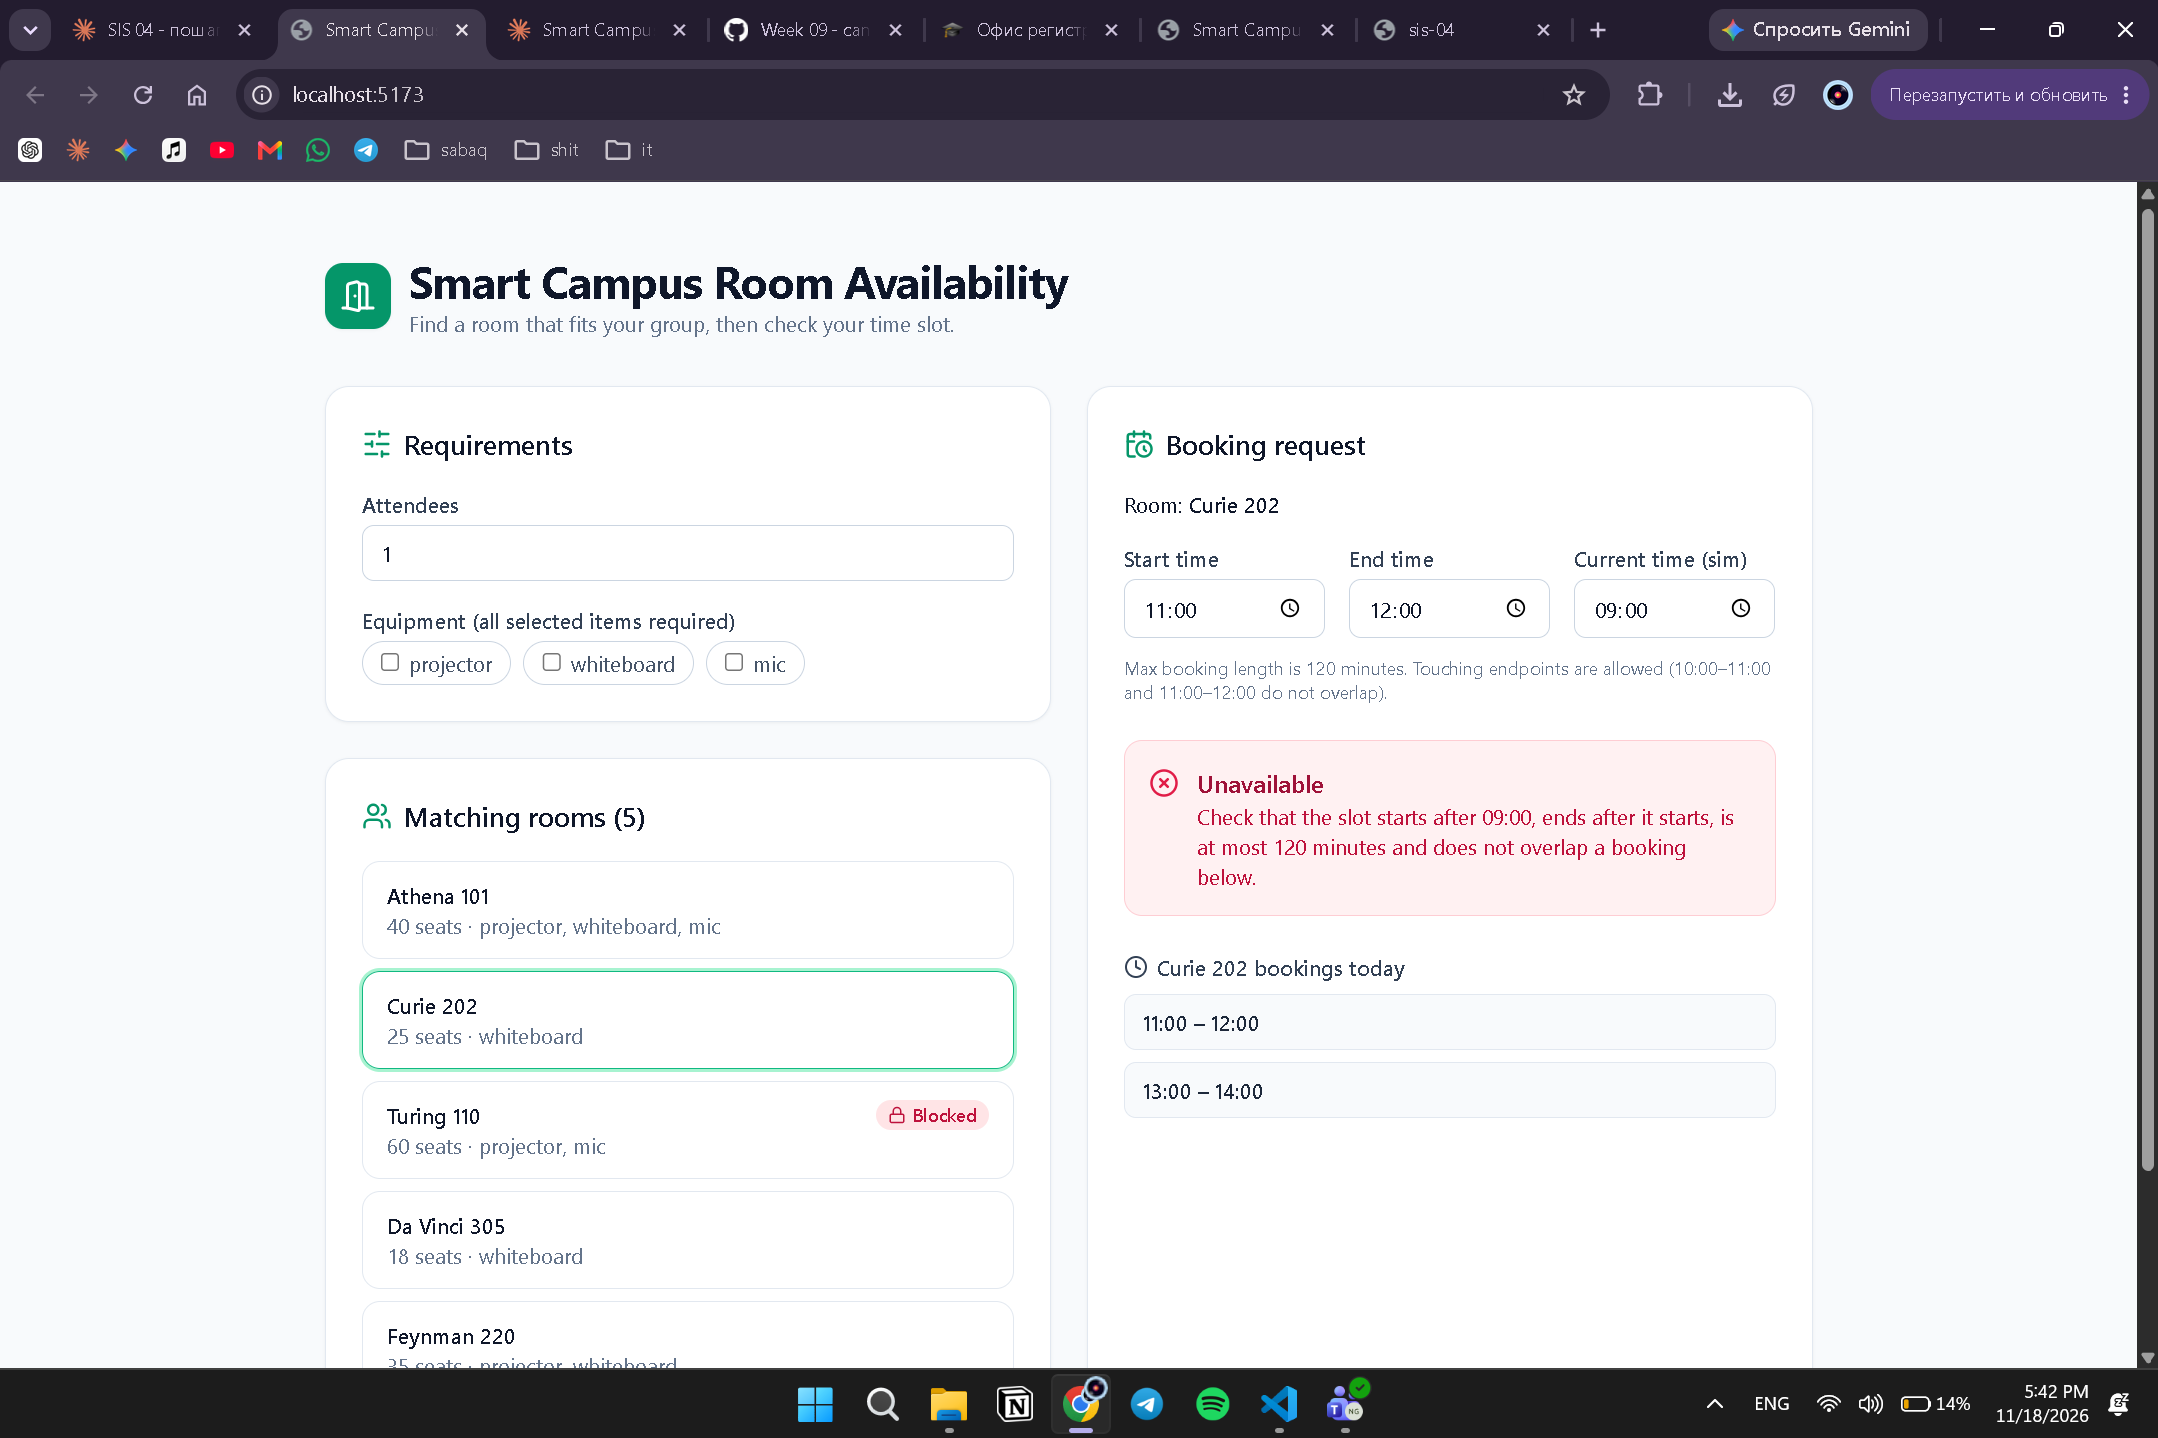 SIS 04 - пошаг
Smart Campu
Smart Campu
Week 09 - can
Офис регистр
Smart Campu
sis-04
Спросить Gemini
localhost:5173
Перезапустить и обновить
sabaq
shit
it
Smart Campus Room Availability
Find a room that fits your group, then check your time slot.
Requirements
Attendees
1
Equipment (all selected items required)
projector
whiteboard
mic
Matching rooms (5)
Athena 101
40 seats · projector, whiteboard, mic
Curie 202
25 seats · whiteboard
Turing 110
Blocked
60 seats · projector, mic
Da Vinci 305
18 seats · whiteboard
Feynman 220
35 seats · projector, whiteboard
Booking request
Room: Curie 202
Start time
End time
Current time (sim)
11:00
12:00
09:00
Max booking length is 120 minutes. Touching endpoints are allowed (10:00–11:00
and 11:00–12:00 do not overlap).
Unavailable
Check that the slot starts after 09:00, ends after it starts, is
at most 120 minutes and does not overlap a booking
below.
Curie 202 bookings today
11:00 – 12:00
13:00 – 14:00
ENG
14%
5:42 PM
11/18/2026